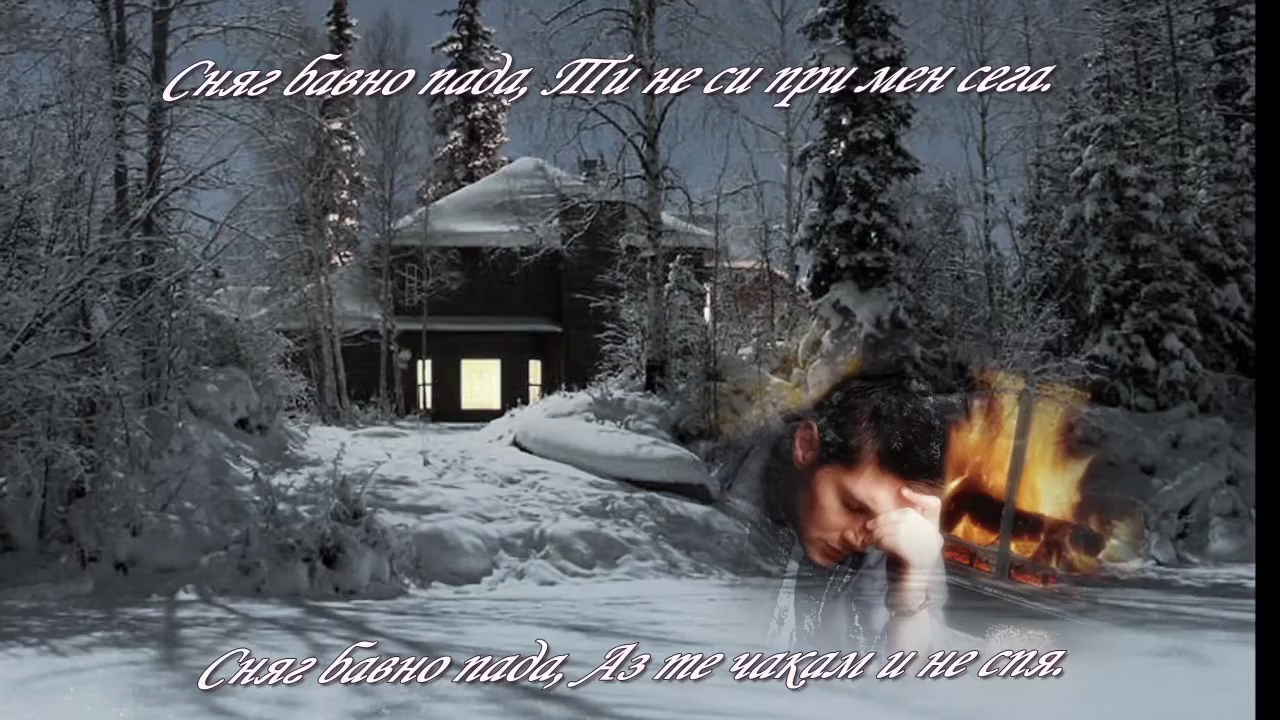 Сняг бавно пада, Ти не си при мен сега.
Сняг бавно пада, Аз те чакам и не спя.